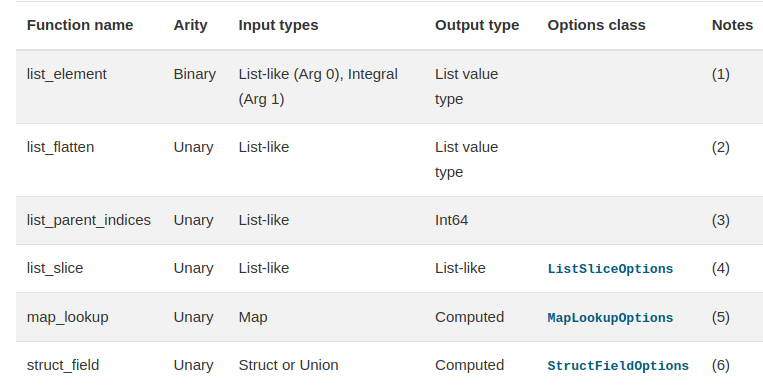 Function name Arity Input types Output type Options class Notes
list_element Binary List-like (Arg 0), Integral List value (1)
(Arg 1) type
list_flatten Unary List-like List value (2)
type
list_parent_indices Unary List-like Int64 (3)
list_slice Unary List-like List-like ListSliceOptions (4)
map_lookup Unary Map Computed MapLookupOptions (5)
struct_field Unary Struct or Union Computed StructFieldOptions (6)